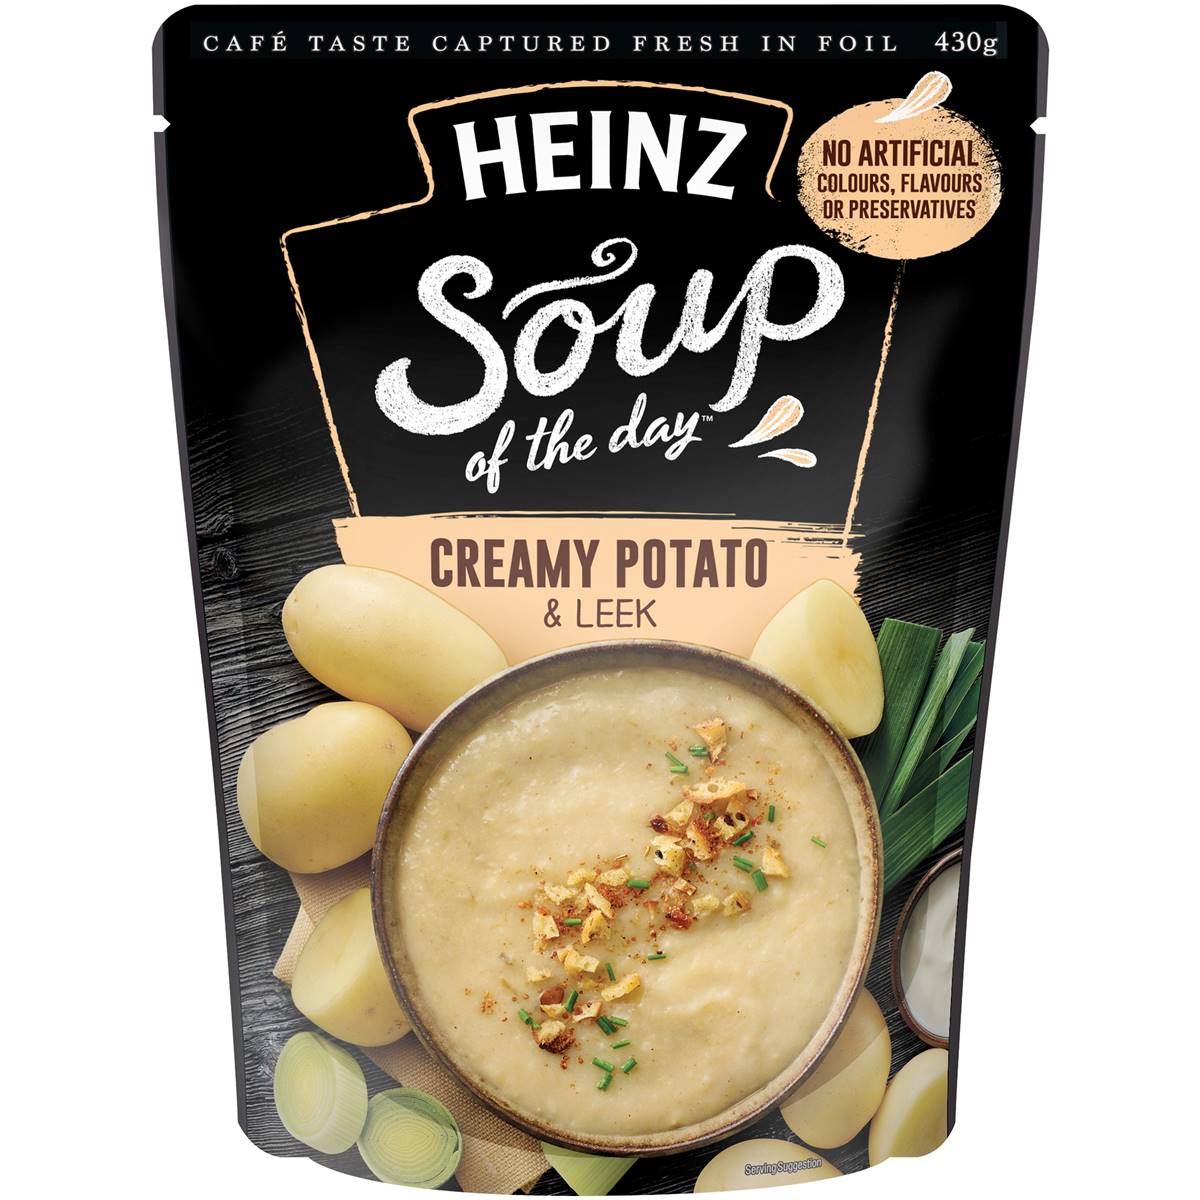 CAFÉ TASTE CAPTURED FRESH IN FOIL 430g
HEINZ
NO ARTIFICIAL
COLOURS, FLAVOURS
OR PRESERVATIVES
Soup
of the day™
CREAMY POTATO
& LEEK
Serving Suggestion